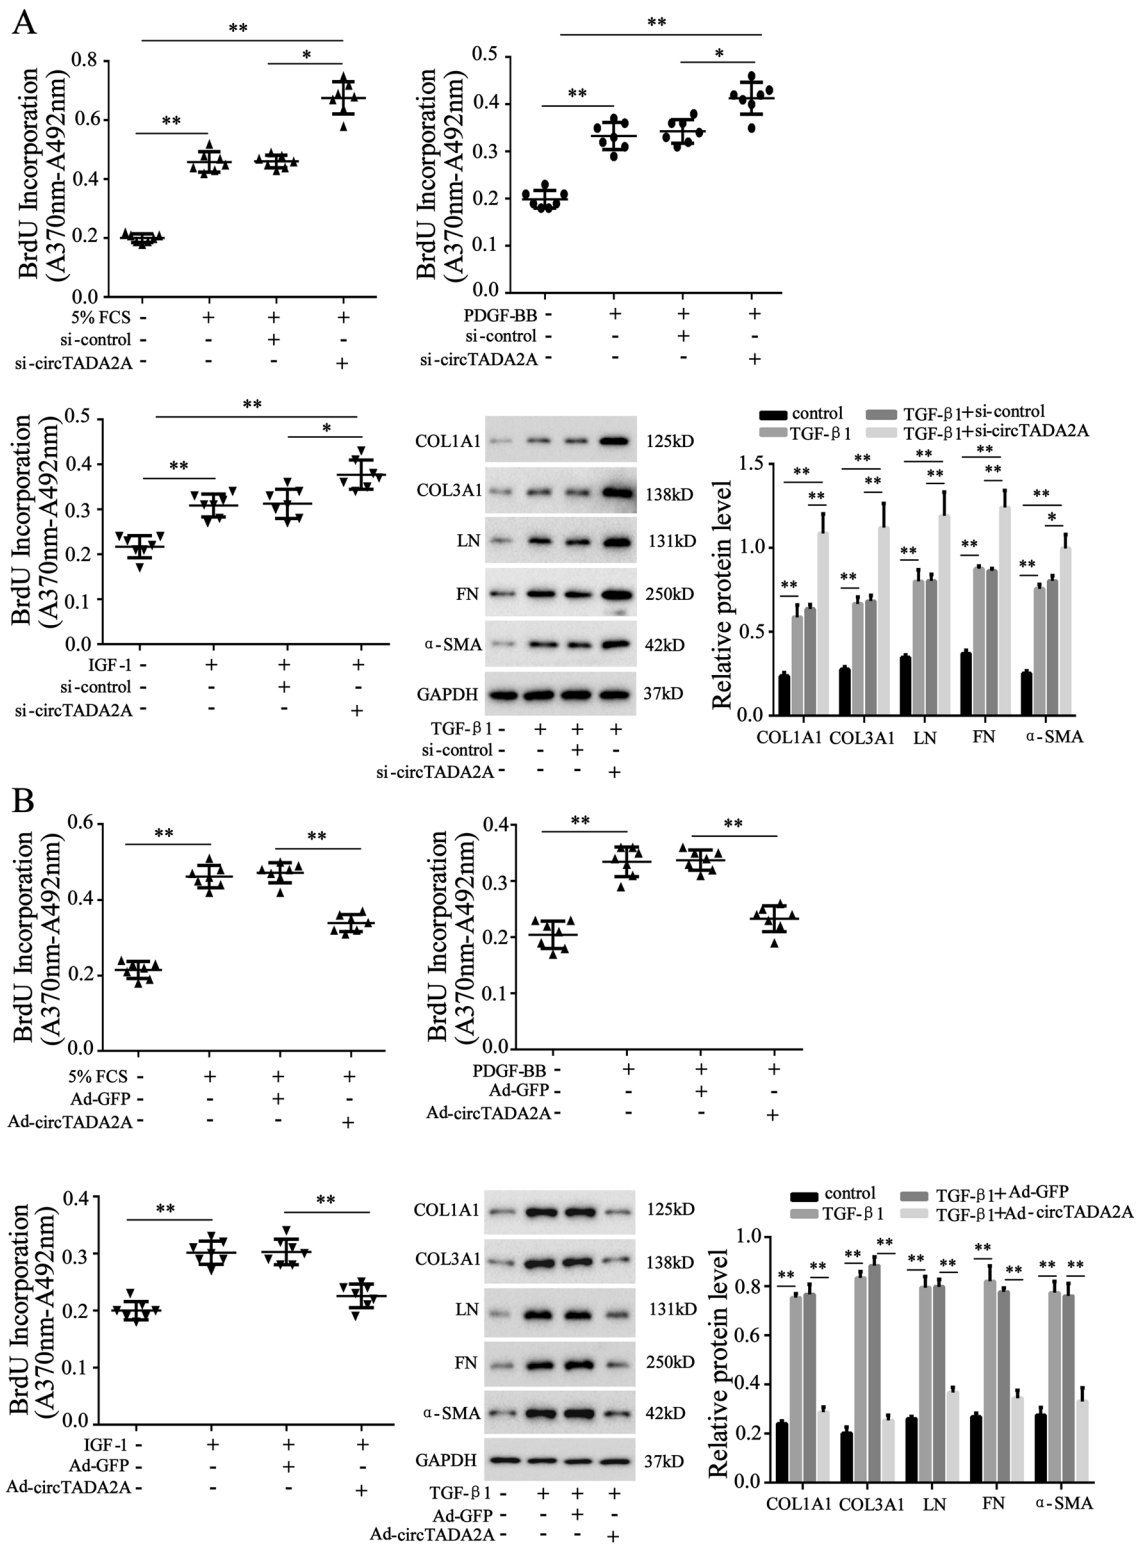 A
**
*
**
BrdU Incorporation
(A370nm-A492nm)
0.8
0.6
0.4
0.2
0.0
5% FCS - + + +
si-control - - + -
si-circTADA2A - - - +
**
*
**
BrdU Incorporation
(A370nm-A492nm)
0.5
0.4
0.3
0.2
0.1
0.0
PDGF-BB - + + +
si-control - - + -
si-circTADA2A - - - +
**
*
**
BrdU Incorporation
(A370nm-A492nm)
0.5
0.4
0.3
0.2
0.1
0.0
IGF-1 - + + +
si-control - - + -
si-circTADA2A - - - +
COL1A1 125kD
COL3A1 138kD
LN 131kD
FN 250kD
α-SMA 42kD
GAPDH 37kD
TGF-β1 - + + +
si-control - - + -
si-circTADA2A - - - +
control TGF-β1+si-control
TGF-β1 TGF-β1+si-circTADA2A
Relative protein level
1.5
1.0
0.5
0.0
** ** ** ** **
** ** ** ** *
** ** ** ** **
COL1A1 COL3A1 LN FN α-SMA
B
** **
BrdU Incorporation
(A370nm-A492nm)
0.6
0.4
0.2
0.0
5% FCS - + + +
Ad-GFP - - + -
Ad-circTADA2A - - - +
** **
BrdU Incorporation
(A370nm-A492nm)
0.4
0.3
0.2
0.1
0.0
PDGF-BB - + + +
Ad-GFP - - + -
Ad-circTADA2A - - - +
** **
BrdU Incorporation
(A370nm-A492nm)
0.4
0.3
0.2
0.1
0.0
IGF-1 - + + +
Ad-GFP - - + -
Ad-circTADA2A - - - +
COL1A1 125kD
COL3A1 138kD
LN 131kD
FN 250kD
α-SMA 42kD
GAPDH 37kD
TGF-β1 - + + +
Ad-GFP - - + -
Ad-circTADA2A - - - +
control TGF-β1+Ad-GFP
TGF-β1 TGF-β1+Ad-circTADA2A
Relative protein level
1.0
0.8
0.6
0.4
0.2
0.0
** ** ** ** ** ** ** ** ** **
COL1A1 COL3A1 LN FN α-SMA